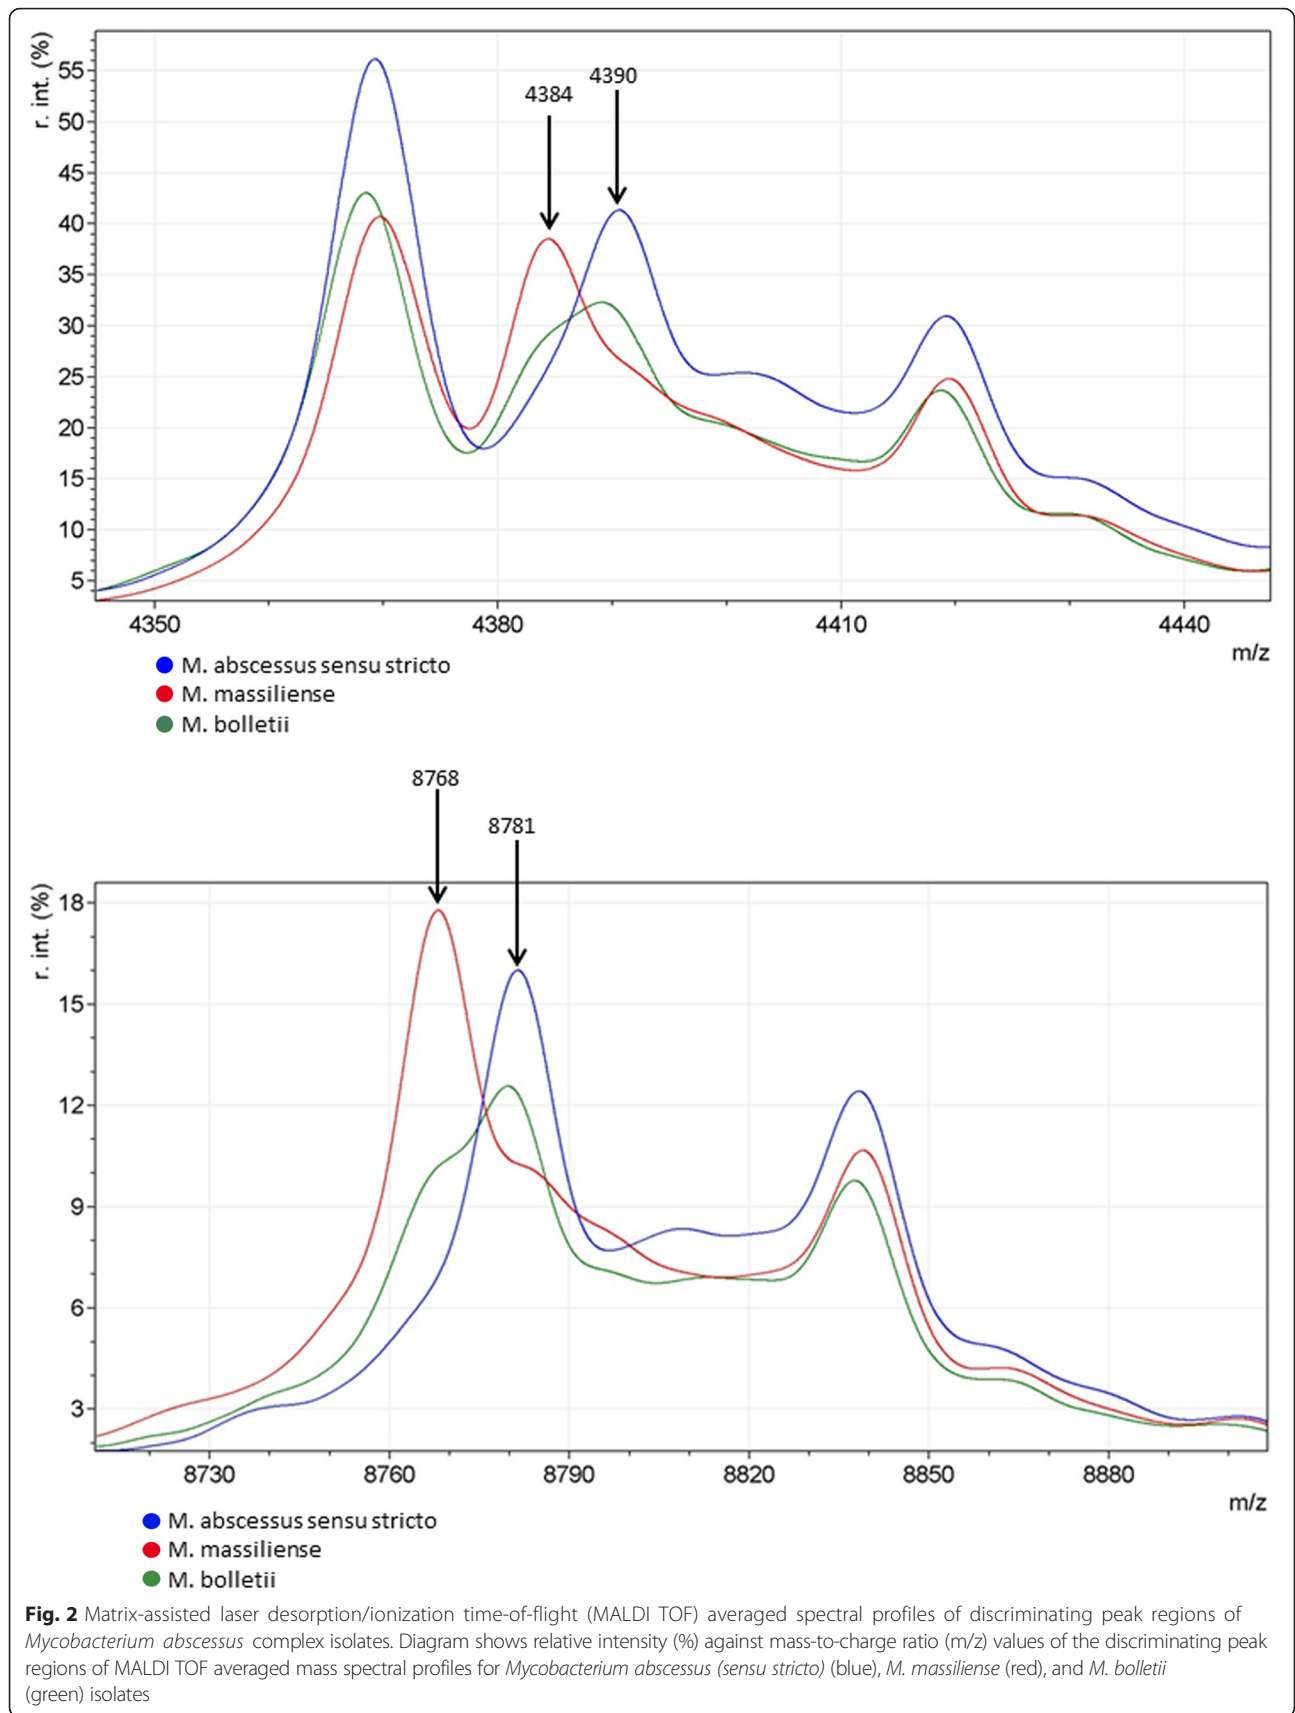 r. int. (%)
4390
4384
55
50
45
40
35
30
25
20
15
10
5
4350 4380 4410 4440
m/z
M. abscessus sensu stricto
M. massiliense
M. bolletii
8768
8781
r. int. (%)
18
15
12
9
6
3
8730 8760 8790 8820 8850 8880
m/z
M. abscessus sensu stricto
M. massiliense
M. bolletii
Fig. 2 Matrix-assisted laser desorption/ionization time-of-flight (MALDI TOF) averaged spectral profiles of discriminating peak regions of
Mycobacterium abscessus complex isolates. Diagram shows relative intensity (%) against mass-to-charge ratio (m/z) values of the discriminating peak
regions of MALDI TOF averaged mass spectral profiles for Mycobacterium abscessus (sensu stricto) (blue), M. massiliense (red), and M. bolletii
(green) isolates